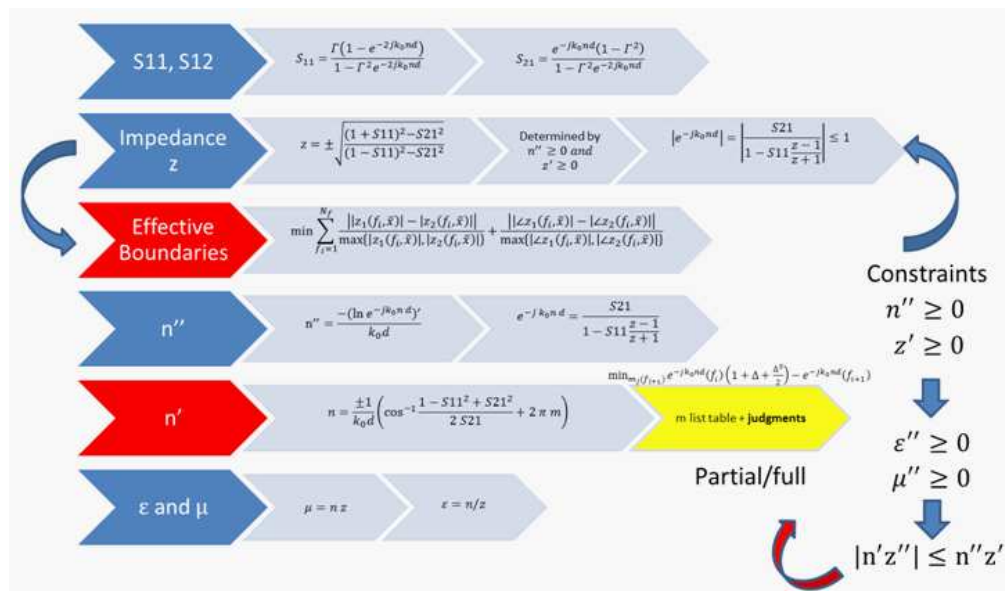 S11, S12
S₁₁ = Γ(1 − e^{−2jk₀nd}) / (1 − Γ²e^{−2jk₀nd})
S₂₁ = e^{−jk₀nd}(1 − Γ²) / (1 − Γ²e^{−2jk₀nd})
Impedance
z
z = ±√((1 + S11)²−S21² / (1 − S11)²−S21²)
Determined by
n′′ ≥ 0 and
z′ ≥ 0
|e^{−jk₀nd}| = |S21 / (1 − S11 (z − 1)/(z + 1))| ≤ 1
Effective
Boundaries
min ∑_{f_i=1}^{N_f} ||z₁(f_i,x̄)| − |z₂(f_i,x̄)|| / max{|z₁(f_i,x̄)|,|z₂(f_i,x̄)|} + ||∠z₁(f_i,x̄)| − |∠z₂(f_i,x̄)|| / max{|∠z₁(f_i,x̄)|,|∠z₂(f_i,x̄)|}
Constraints
n′′ ≥ 0
z′ ≥ 0
n′′
n′′ = −(ln e^{−jk₀n d})′ / k₀d
e^{−j k₀n d} = S21 / (1 − S11 (z − 1)/(z + 1))
min_{m_j(f_{i+1})} e^{−jk₀nd}(f_i)(1 + Δ + Δ²/2) − e^{−jk₀nd}(f_{i+1})
n′
n = ±1/k₀d (cos⁻¹ (1 − S11² + S21²)/(2 S21) + 2 π m)
m list table + judgments
ε′′ ≥ 0
μ′′ ≥ 0
Partial/full
ε and μ
μ = n z
ε = n/z
|n′z′′| ≤ n′′z′